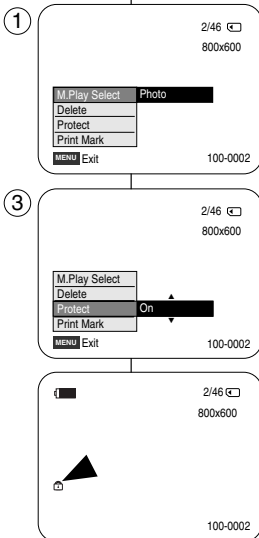 1
2/46
800x600
M.Play Select Photo
Delete
Protect
Print Mark
MENU Exit 100-0002
3
2/46
800x600
M.Play Select
Delete
Protect On
Print Mark
MENU Exit 100-0002
2/46
800x600
100-0002